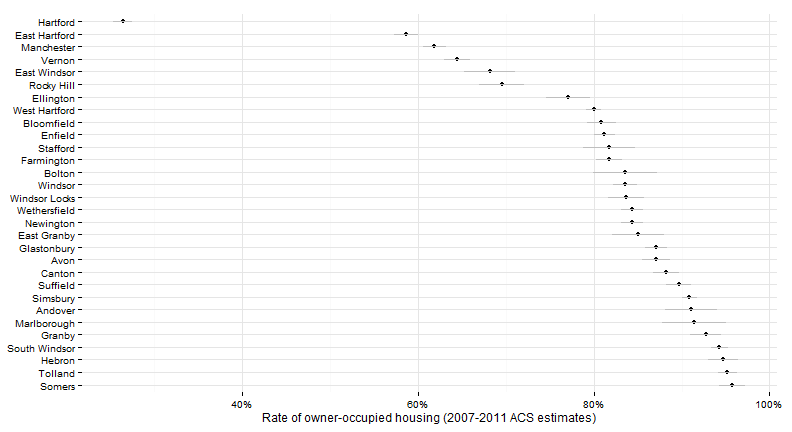 Hartford
East Hartford
Manchester
Vernon
East Windsor
Rocky Hill
Ellington
West Hartford
Bloomfield
Enfield
Stafford
Farmington
Bolton
Windsor
Windsor Locks
Wethersfield
Newington
East Granby
Glastonbury
Avon
Canton
Suffield
Simsbury
Andover
Marlborough
Granby
South Windsor
Hebron
Tolland
Somers
40% 60% 80% 100%
Rate of owner-occupied housing (2007-2011 ACS estimates)